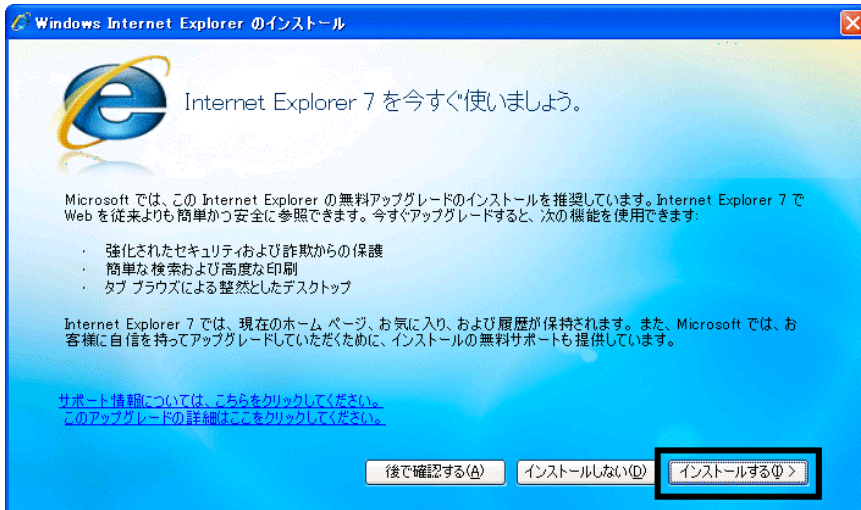 Windows Internet Explorer のインストール
Internet Explorer 7 を今すぐ使いましょう。
Microsoft では、この Internet Explorer の無料アップグレードのインストールを推奨しています。Internet Explorer 7 で
Web を従来よりも簡単かつ安全に参照できます。今すぐアップグレードすると、次の機能を使用できます:
・ 強化されたセキュリティおよび詐欺からの保護
・ 簡単な検索および高度な印刷
・ タブ ブラウズによる整然としたデスクトップ
Internet Explorer 7 では、現在のホーム ページ、お気に入り、および履歴が保持されます。また、Microsoft では、お
客様に自信を持ってアップグレードしていただくために、インストールの無料サポートも提供しています。
サポート情報については、こちらをクリックしてください。
このアップグレードの詳細はここをクリックしてください。
後で確認する(A) インストールしない(D) インストールする(I) >